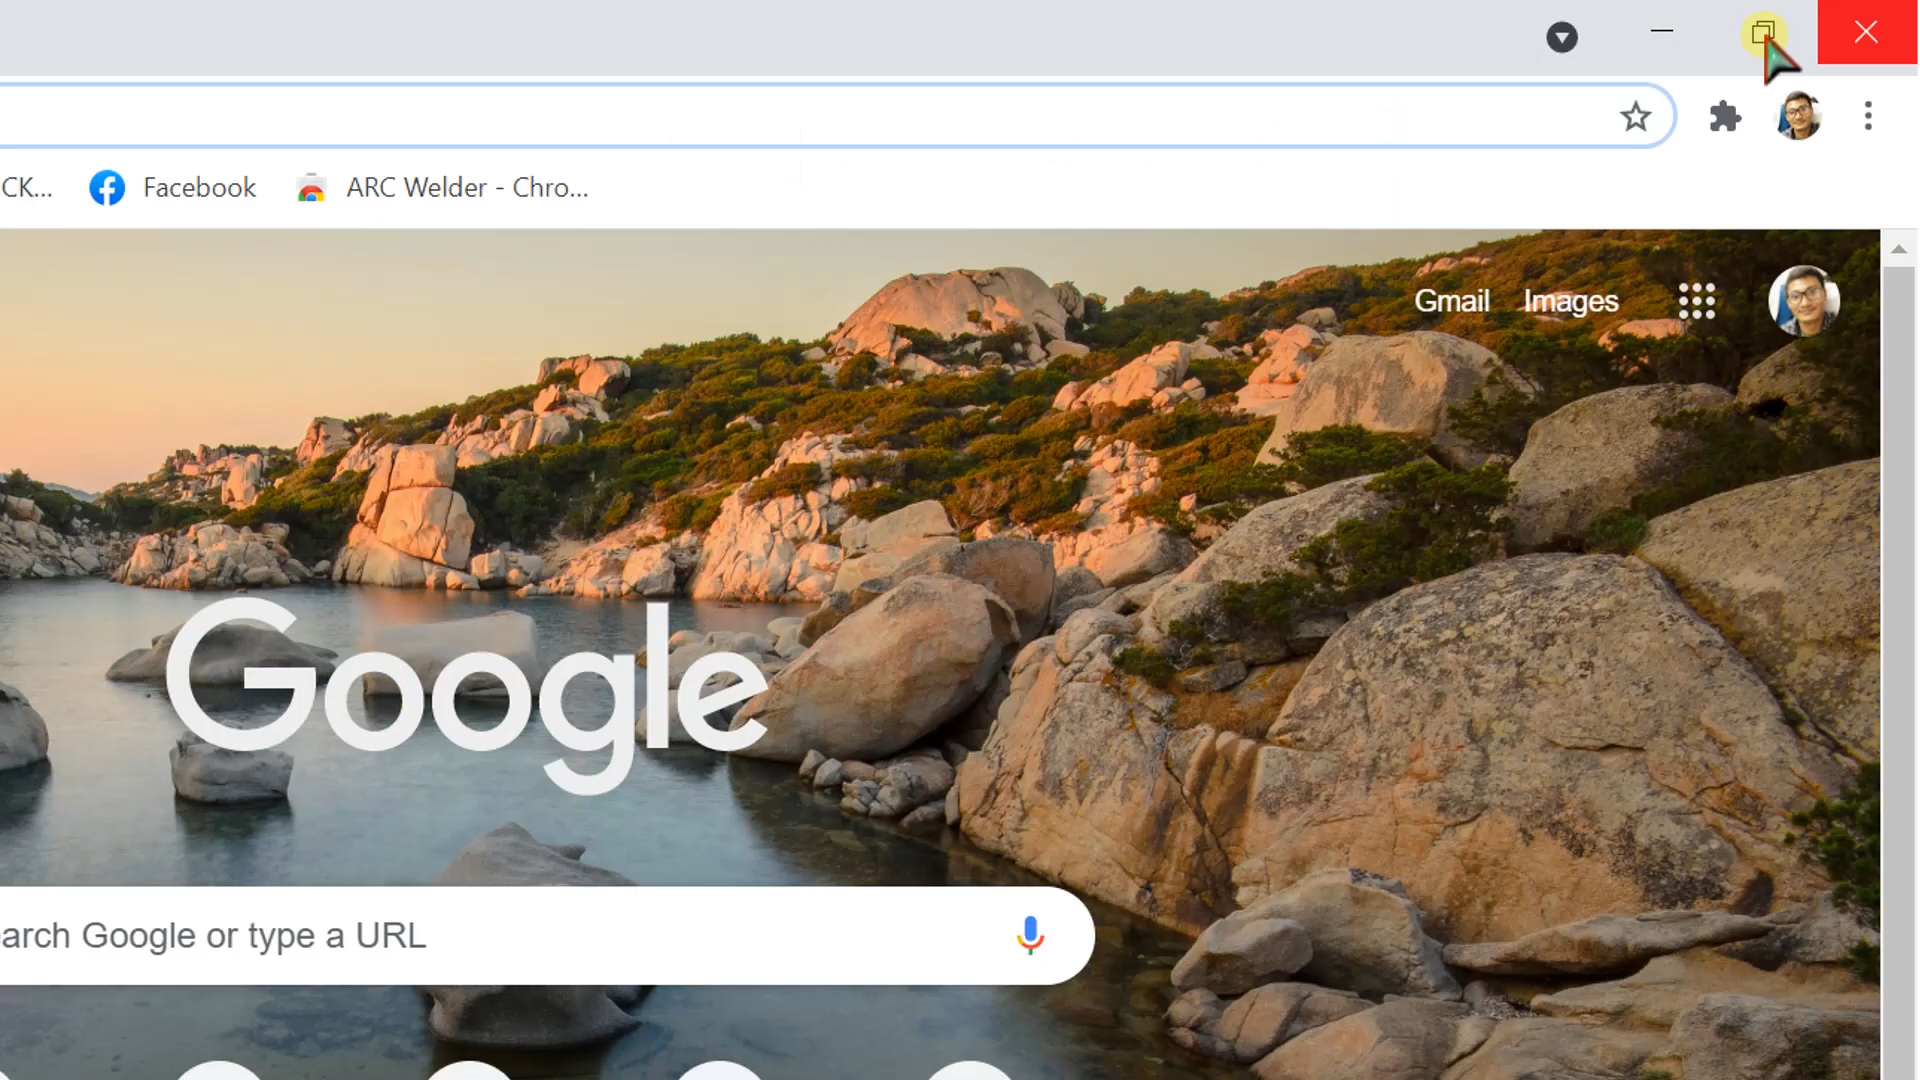 CK...
Facebook
ARC Welder - Chro...
Gmail
Images
Google
arch Google or type a URL